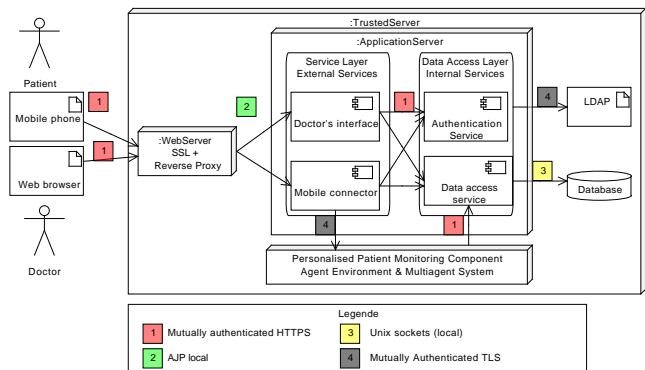 :TrustedServer
:ApplicationServer
Patient
1
Mobile phone
1
Web browser
Doctor
:WebServer
SSL +
Reverse Proxy
2
Service Layer
External Services
Doctor's interface
Mobile connector
1
Data Access Layer
Internal Services
Authentication
Service
Data access
service
4
LDAP
3
Database
4
1
Personalised Patient Monitoring Component
Agent Environment & Multiagent System
Legende
1 Mutually authenticated HTTPS
3 Unix sockets (local)
2 AJP local
4 Mutually Authenticated TLS